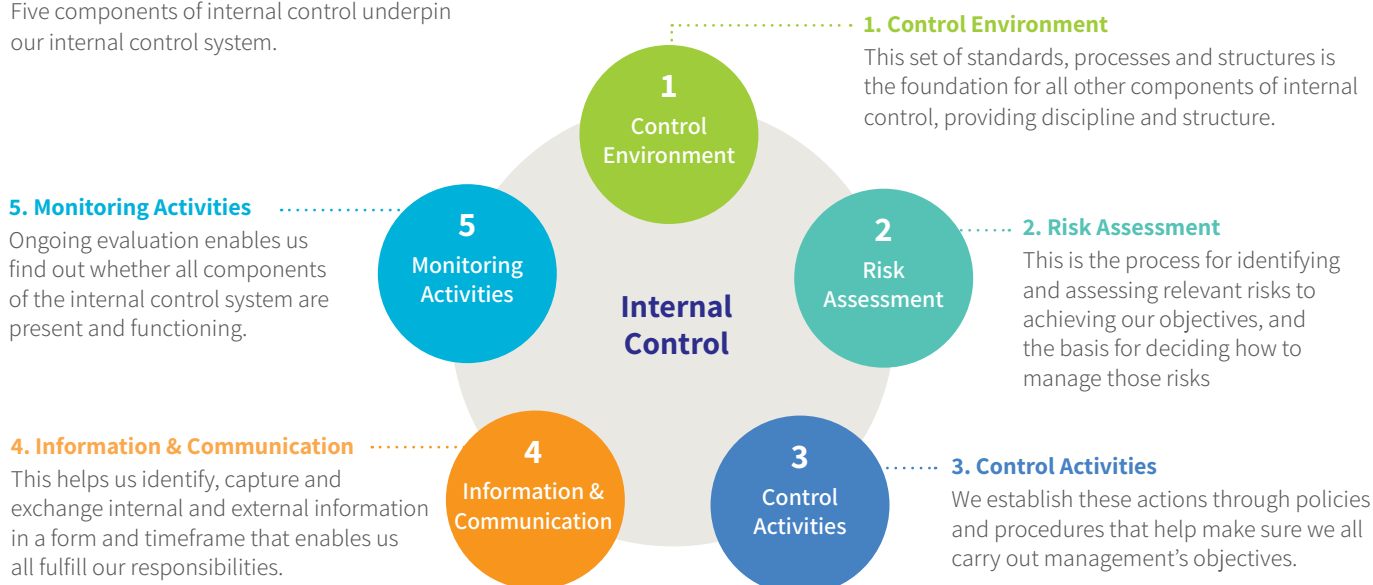 Five components of internal control underpin
our internal control system.
1. Control Environment
This set of standards, processes and structures is
the foundation for all other components of internal
control, providing discipline and structure.
1
Control
Environment
5. Monitoring Activities
Ongoing evaluation enables us
find out whether all components
of the internal control system are
present and functioning.
5
Monitoring
Activities
2
Risk
Assessment
2. Risk Assessment
This is the process for identifying
and assessing relevant risks to
achieving our objectives, and
the basis for deciding how to
manage those risks
Internal
Control
4. Information & Communication
This helps us identify, capture and
exchange internal and external information
in a form and timeframe that enables us
all fulfill our responsibilities.
4
Information &
Communication
3
Control
Activities
3. Control Activities
We establish these actions through policies
and procedures that help make sure we all
carry out management’s objectives.